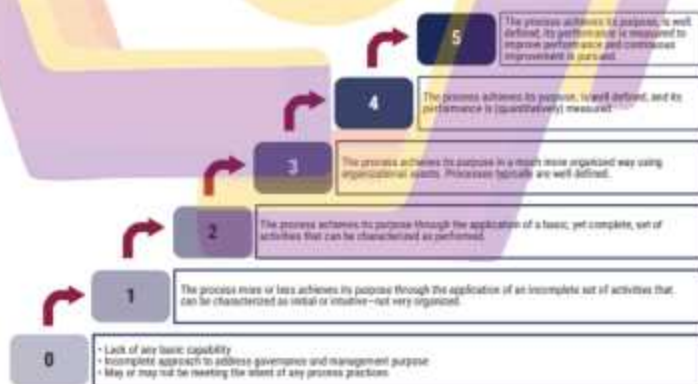 5
The process achieves its purpose, is well
defined, its performance is measured to
improve performance and continuous
improvement is pursued.
4
The process achieves its purpose, is well defined, and its
performance is (quantitatively) measured.
3
The process achieves its purpose in a much more organized way using
organizational assets. Processes typically are well defined.
2
The process achieves its purpose through the application of a basic, yet complete, set of
activities that can be characterized as performed.
1
The process more or less achieves its purpose through the application of an incomplete set of activities that
can be characterized as initial or intuitive—not very organized.
0
• Lack of any basic capability
• Incomplete approach to address governance and management purpose
• May or may not be meeting the intent of any process practices